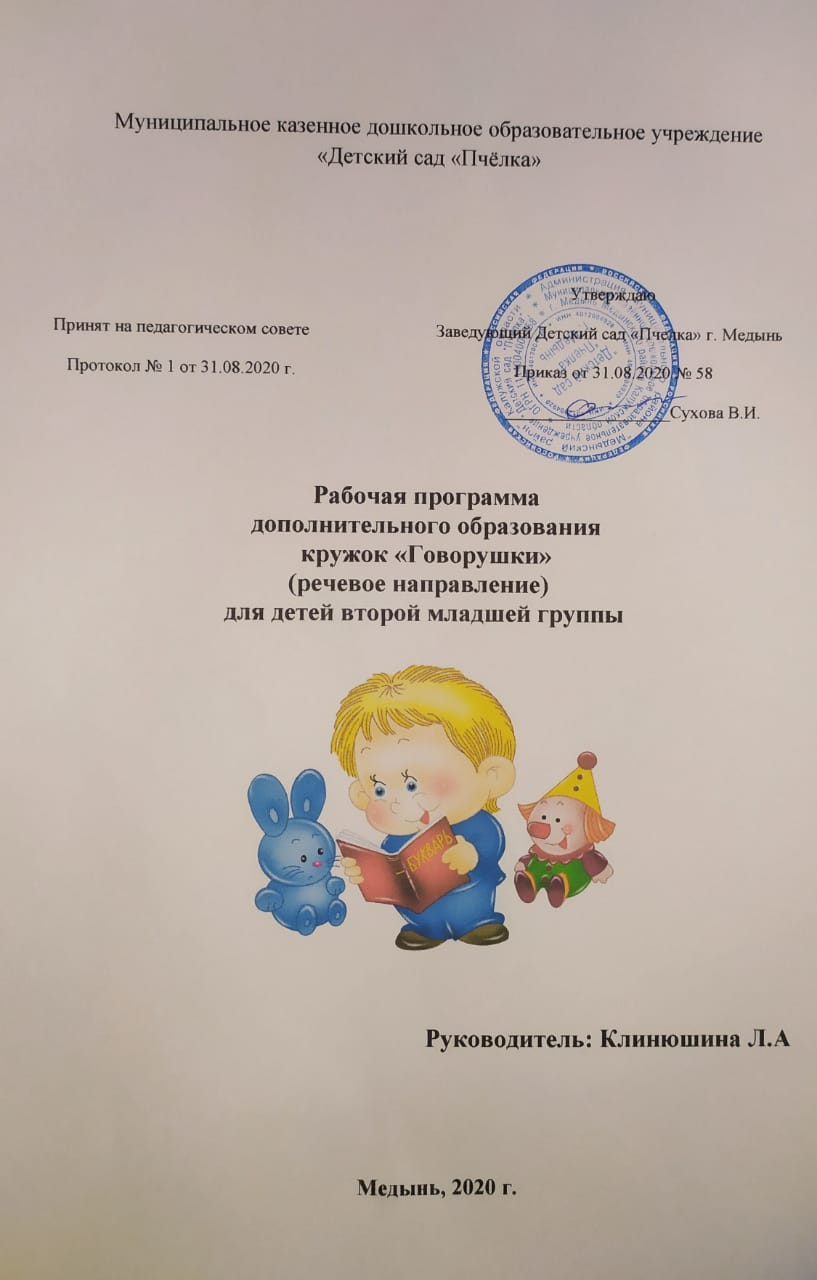 Муниципальное казенное дошкольное образовательное учреждение
«Детский сад «Пчёлка»
Утверждаю
Принят на педагогическом совете
Заведующий Детский сад «Пчелка» г. Медынь
Протокол № 1 от 31.08.2020 г.
Приказ от 31.08.2020 № 58
Сухова В.И.
Рабочая программа
дополнительного образования
кружок «Говорушки»
(речевое направление)
для детей второй младшей группы
БУКВАРЬ
Руководитель: Клинюшина Л.А
Медынь, 2020 г.